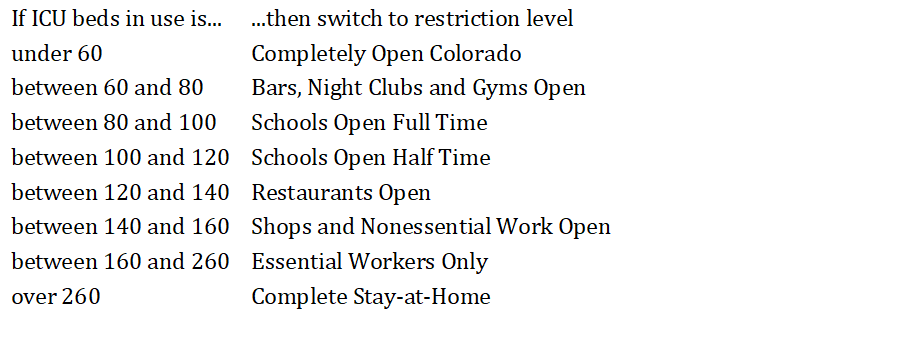 If ICU beds in use is... ...then switch to restriction level
under 60 Completely Open Colorado
between 60 and 80 Bars, Night Clubs and Gyms Open
between 80 and 100 Schools Open Full Time
between 100 and 120 Schools Open Half Time
between 120 and 140 Restaurants Open
between 140 and 160 Shops and Nonessential Work Open
between 160 and 260 Essential Workers Only
over 260 Complete Stay-at-Home